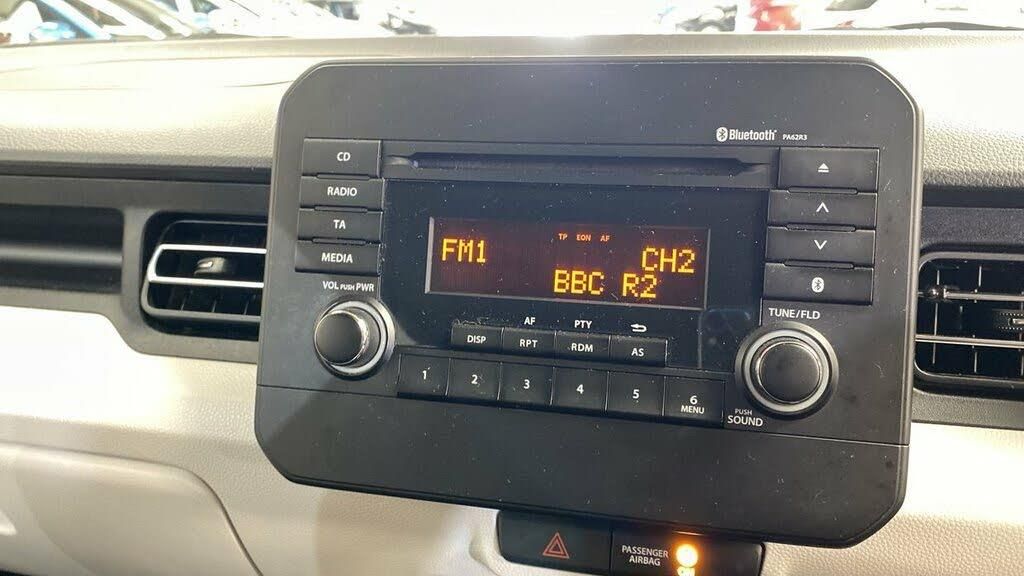 Bluetooth PA62R3
CD
RADIO
TA
MEDIA
VOL PUSH PWR
TP EON AF
FM1 CH2
BBC R2
TUNE/FLD
AF PTY
DISP RPT RDM AS
1 2 3 4 5 6
MENU
PUSH
SOUND
PASSENGER
AIRBAG